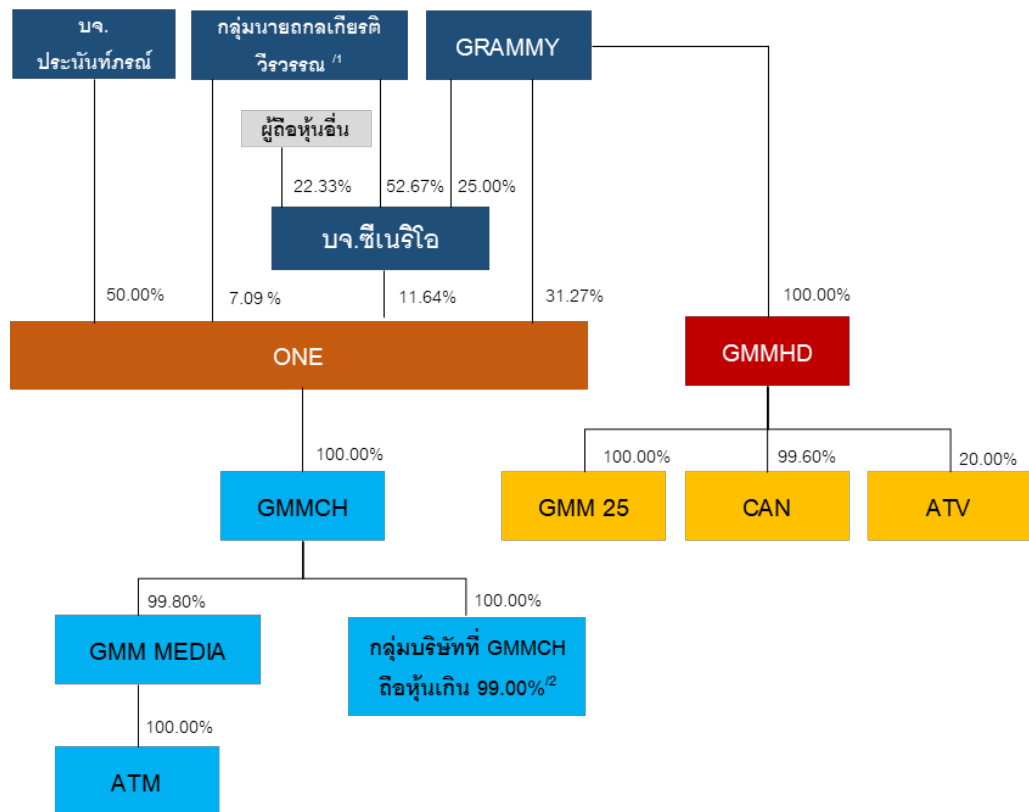 บจ.
ประนันท์ภรณ์
กลุ่มนายถกลเกียรติ
วีรวรรณ /1
GRAMMY
ผู้ถือหุ้นอื่น
22.33%
52.67%
25.00%
บจ.ซีเนริโอ
50.00%
7.09 %
11.64%
31.27%
100.00%
ONE
GMMHD
100.00%
100.00%
99.60%
20.00%
GMMCH
GMM 25
CAN
ATV
99.80%
100.00%
GMM MEDIA
กลุ่มบริษัทที่ GMMCH
ถือหุ้นเกิน 99.00%/2
100.00%
ATM